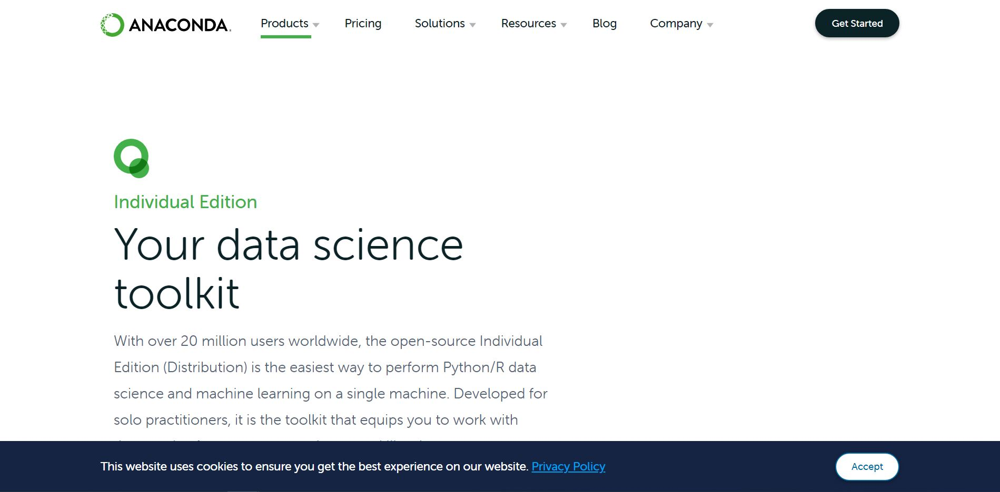 ANACONDA.
Products
Pricing
Solutions
Resources
Blog
Company
Get Started
Individual Edition
Your data science
toolkit
With over 20 million users worldwide, the open-source Individual
Edition (Distribution) is the easiest way to perform Python/R data
science and machine learning on a single machine. Developed for
solo practitioners, it is the toolkit that equips you to work with
This website uses cookies to ensure you get the best experience on our website. Privacy Policy
Accept